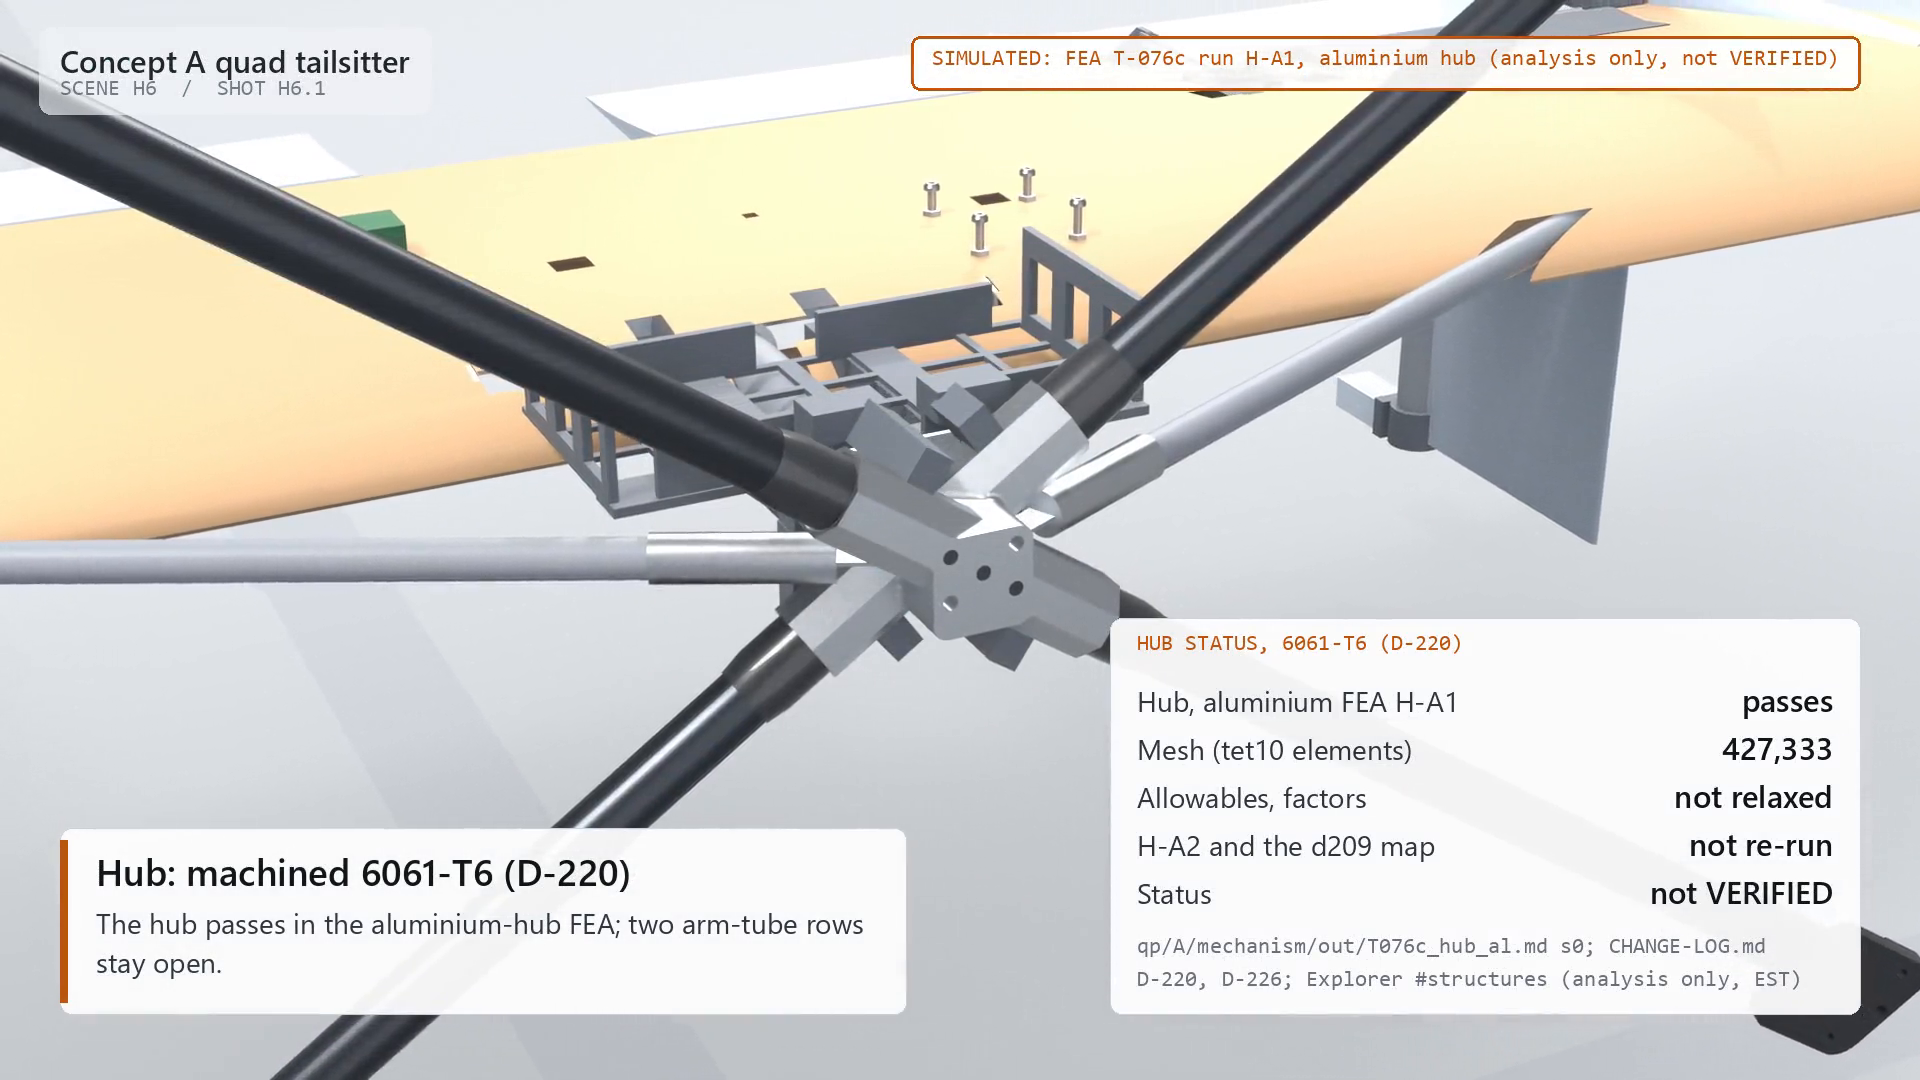 Concept A quad tailsitter
SCENE H6 / SHOT H6.1
SIMULATED: FEA T-076c run H-A1, aluminium hub (analysis only, not VERIFIED)
HUB STATUS, 6061-T6 (D-220)
Hub, aluminium FEA H-A1 passes
Mesh (tet10 elements) 427,333
Allowables, factors not relaxed
H-A2 and the d209 map not re-run
Status not VERIFIED
qp/A/mechanism/out/T076c_hub_al.md s0; CHANGE-LOG.md
D-220, D-226; Explorer #structures (analysis only, EST)
Hub: machined 6061-T6 (D-220)
The hub passes in the aluminium-hub FEA; two arm-tube rows
stay open.